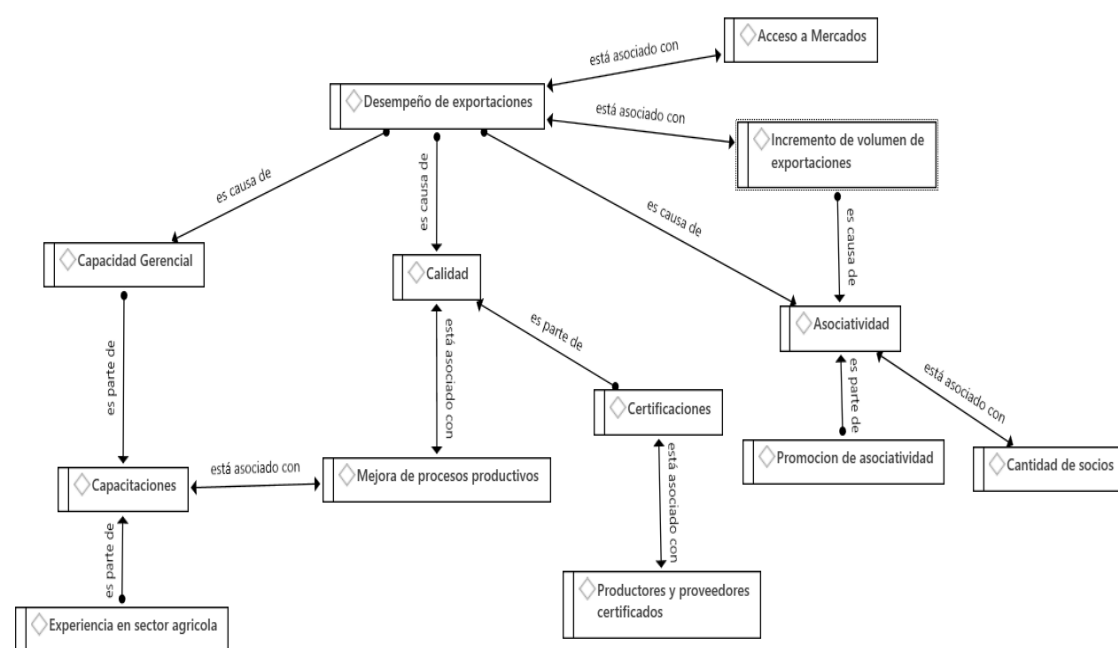 Acceso a Mercados
está asociado con
Desempeño de exportaciones
está asociado con
Incremento de volumen de
exportaciones
es causa de
es causa de
es causa de
es causa de
Capacidad Gerencial
Calidad
Asociatividad
es parte de
está asociado con
es parte de
es parte de
está asociado con
Certificaciones
Promocion de asociatividad
Cantidad de socios
Capacitaciones
está asociado con
Mejora de procesos productivos
está asociado con
es parte de
Productores y proveedores
certificados
Experiencia en sector agricola